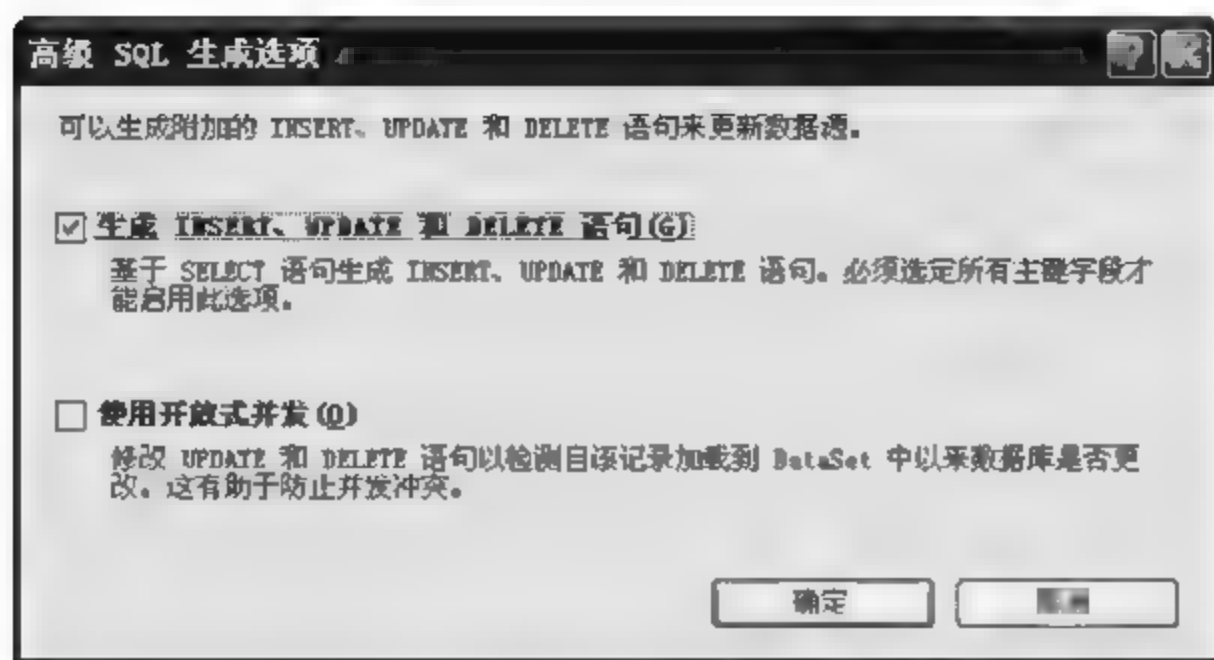 高级 SQL 生成选项
可以生成附加的 INSERT、UPDATE 和 DELETE 语句来更新数据源。
生成 INSERT、UPDATE 和 DELETE 语句(G)
基于 SELECT 语句生成 INSERT、UPDATE 和 DELETE 语句。必须选定所有主键字段才
能启用此选项。
使用开放式并发(O)
修改 UPDATE 和 DELETE 语句以检测自该记录加载到 DataSet 中以来数据库是否更
改。这有助于防止并发冲突。
确定